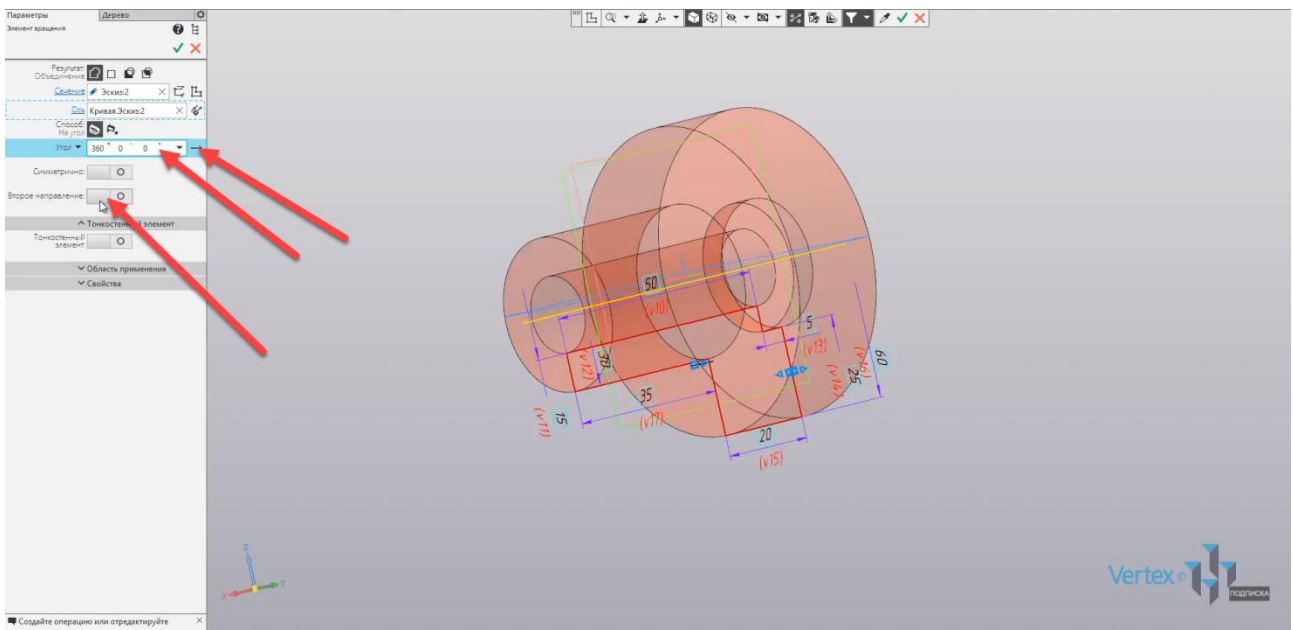 Параметры
Дерево
Элемент вращения
Результат:
Объединение
Сечение
Эскиз:2
Ось
Кривая.Эскиз:2
Способ:
На угол
Угол
360 ° 0 ' 0 "
Симметрично:
Второе направление:
Тонкостенный элемент
Тонкостенный
элемент:
Область применения
Свойства
50
(v10)
5
(v13)
30
(v12)
60
(v16)
25
(v14)
35
(v17)
15
(v11)
20
(v15)
Z
X
Y
Vertex ©
ПОДПИСКА
Создайте операцию или отредактируйте